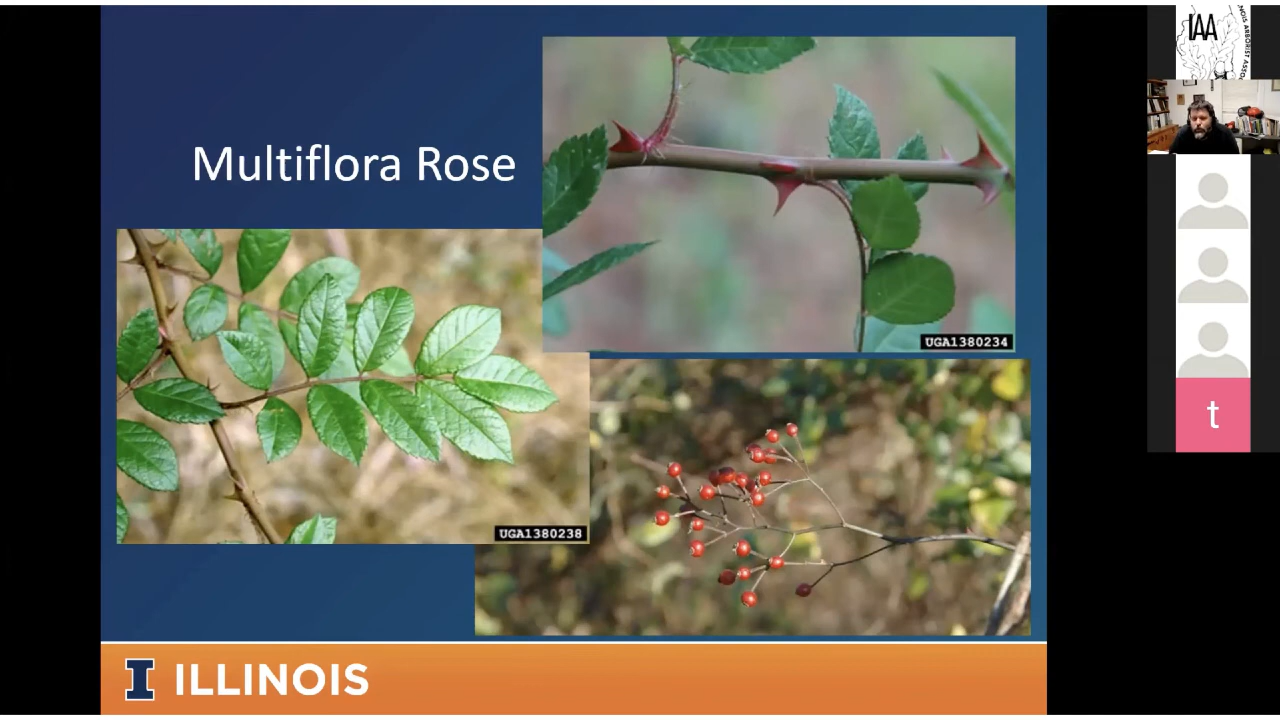 Multiflora Rose
UGA1380234
UGA1380238
ILLINOIS
IAA
t